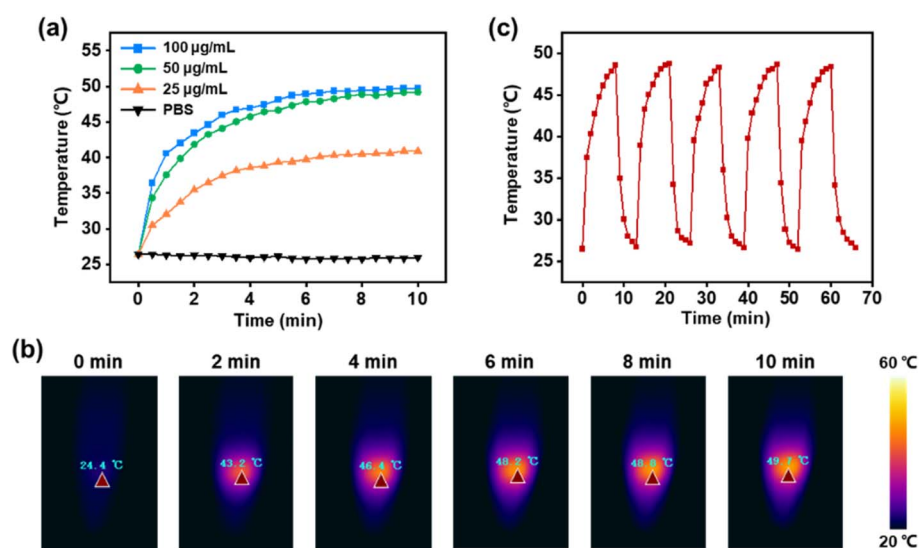 (a)
Temperature (℃)
55
50
45
40
35
30
25
100 μg/mL
50 μg/mL
25 μg/mL
PBS
0 2 4 6 8 10
Time (min)
(c)
Temperature (℃)
50
45
40
35
30
25
0 10 20 30 40 50 60 70
Time (min)
(b)
0 min 2 min 4 min 6 min 8 min 10 min
24.4 ℃ 43.2 ℃ 46.4 ℃ 48.2 ℃ ℃ ℃
60 ℃
20 ℃